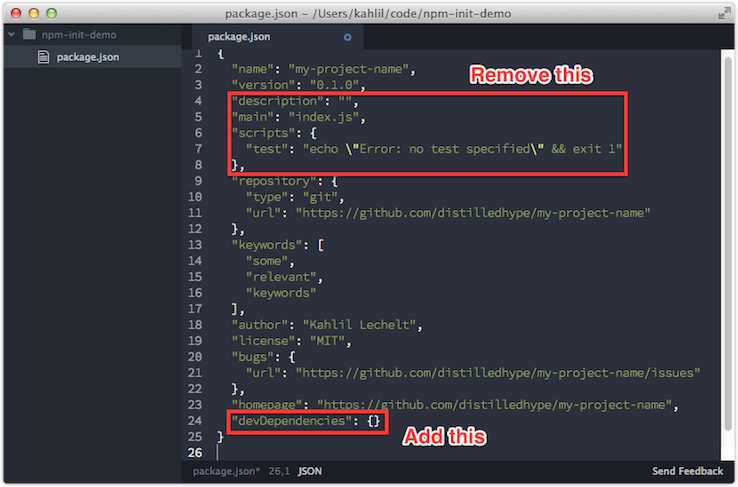 package.json – /Users/kahlil/code/npm-init-demo
npm-init-demo
package.json
package.json
1 {
2 "name": "my-project-name",
Remove this
3 "version": "0.1.0",
4 "description": "",
5 "main": "index.js",
6 "scripts": {
7 "test": "echo \"Error: no test specified\" && exit 1"
8 },
9 "repository": {
10 "type": "git",
11 "url": "https://github.com/distilledhype/my-project-name"
12 },
13 "keywords": [
14 "some",
15 "relevant",
16 "keywords"
17 ],
18 "author": "Kahlil Lechelt",
19 "license": "MIT",
20 "bugs": {
21 "url": "https://github.com/distilledhype/my-project-name/issues"
22 },
23 "homepage": "https://github.com/distilledhype/my-project-name",
24 "devDependencies": {}
Add this
25 }
26
package.json* 26,1 JSON Send Feedback